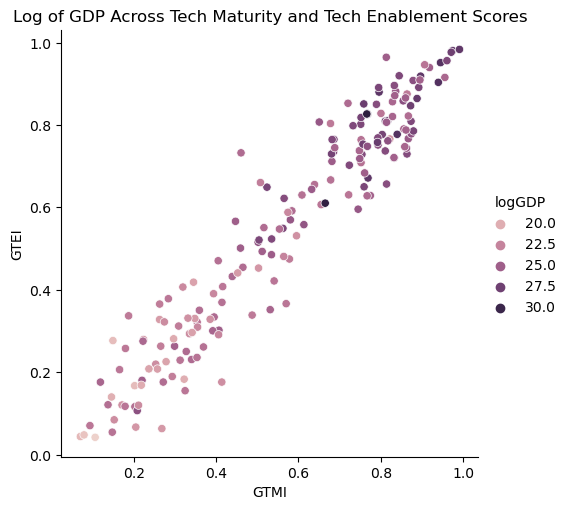 Log of GDP Across Tech Maturity and Tech Enablement Scores
1.0
0.8
0.6
0.4
0.2
0.0
GTEI
0.2 0.4 0.6 0.8 1.0
GTMI
logGDP
20.0
22.5
25.0
27.5
30.0